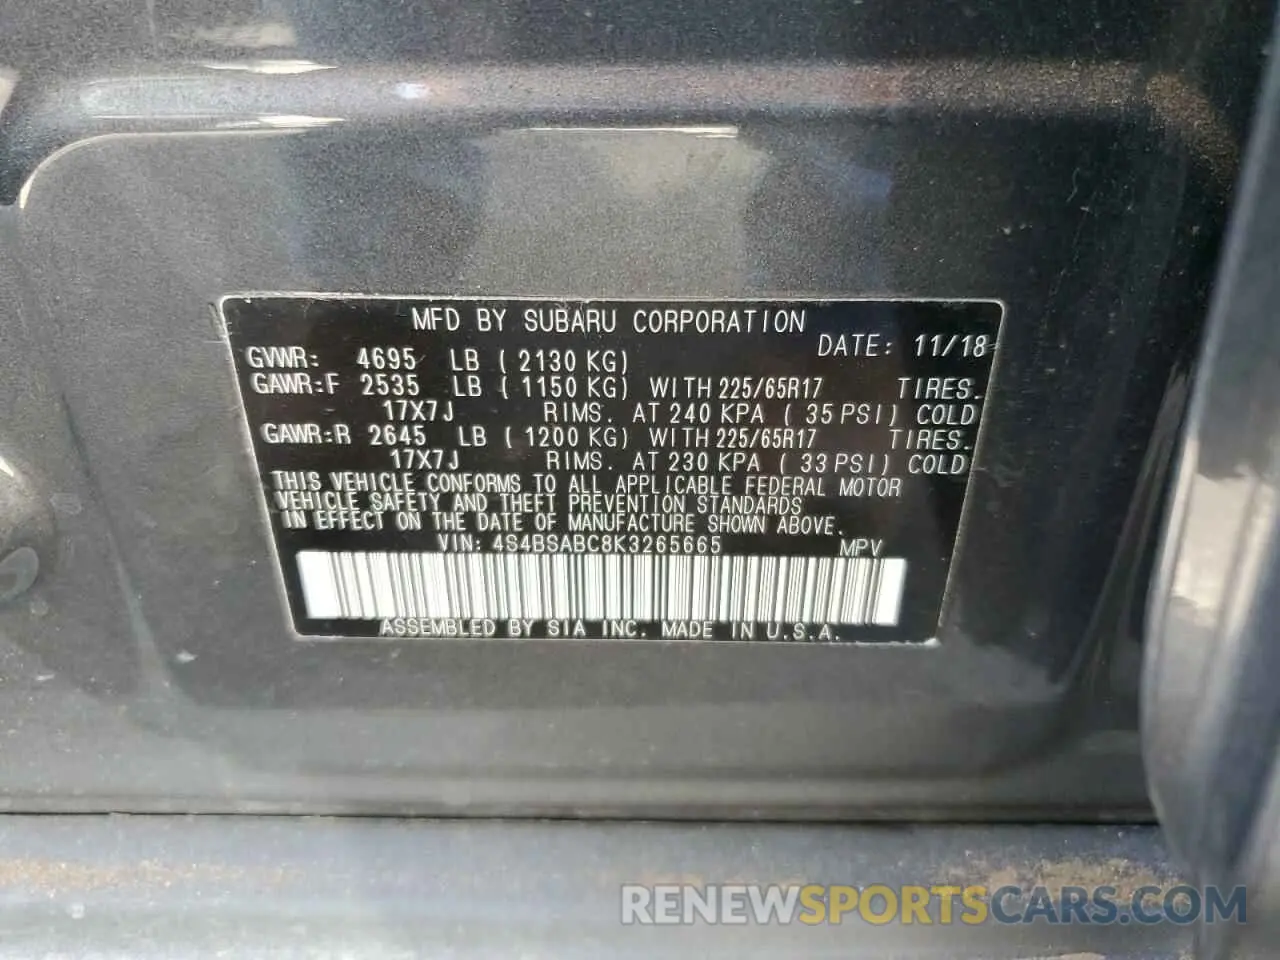 MFD BY SUBARU CORPORATION
DATE: 11/18
GVWR: 4695 LB ( 2130 KG)
GAWR:F 2535 LB ( 1150 KG) WITH 225/65R17 TIRES.
17X7J RIMS. AT 240 KPA ( 35 PSI) COLD
GAWR:R 2645 LB ( 1200 KG) WITH 225/65R17 TIRES.
17X7J RIMS. AT 230 KPA ( 33 PSI) COLD
THIS VEHICLE CONFORMS TO ALL APPLICABLE FEDERAL MOTOR
VEHICLE SAFETY AND THEFT PREVENTION STANDARDS
IN EFFECT ON THE DATE OF MANUFACTURE SHOWN ABOVE.
VIN: 4S4BSABC8K3265665 MPV
ASSEMBLED BY SIA INC. MADE IN U.S.A.
RENEWSPORTSCARS.COM